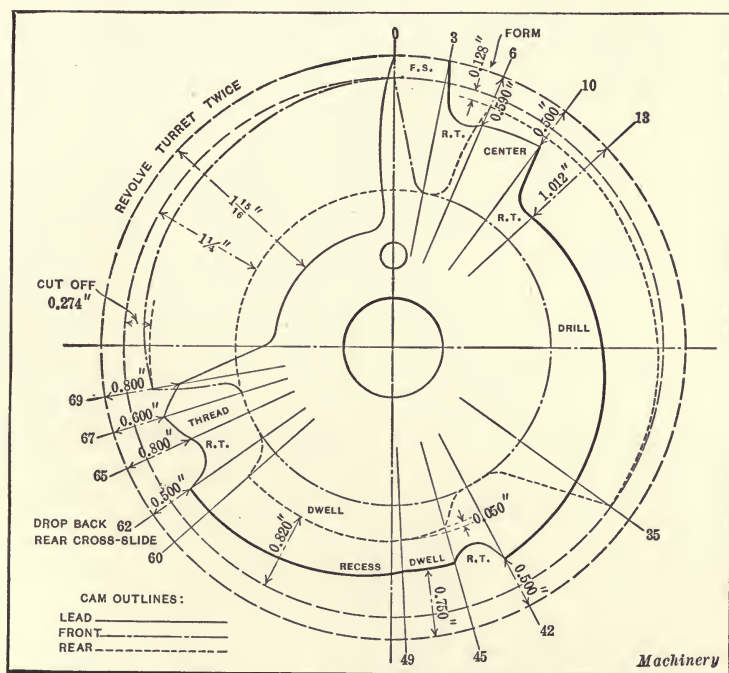 0
3
FORM
6
10
13
F.S.
0.128"
0.590"
0.500"
1.012"
R.T.
CENTER
R.T.
REVOLVE TURRET TWICE
1 15/16"
1 1/4"
CUT OFF
0.274"
DRILL
69
0.800"
67
0.600"
THREAD
65
0.800"
R.T.
62
0.500"
DROP BACK
REAR CROSS-SLIDE
60
DWELL
0.820"
RECESS
DWELL
R.T.
0.050"
0.500"
0.750"
35
42
45
49
CAM OUTLINES:
LEAD
FRONT
REAR
Machinery